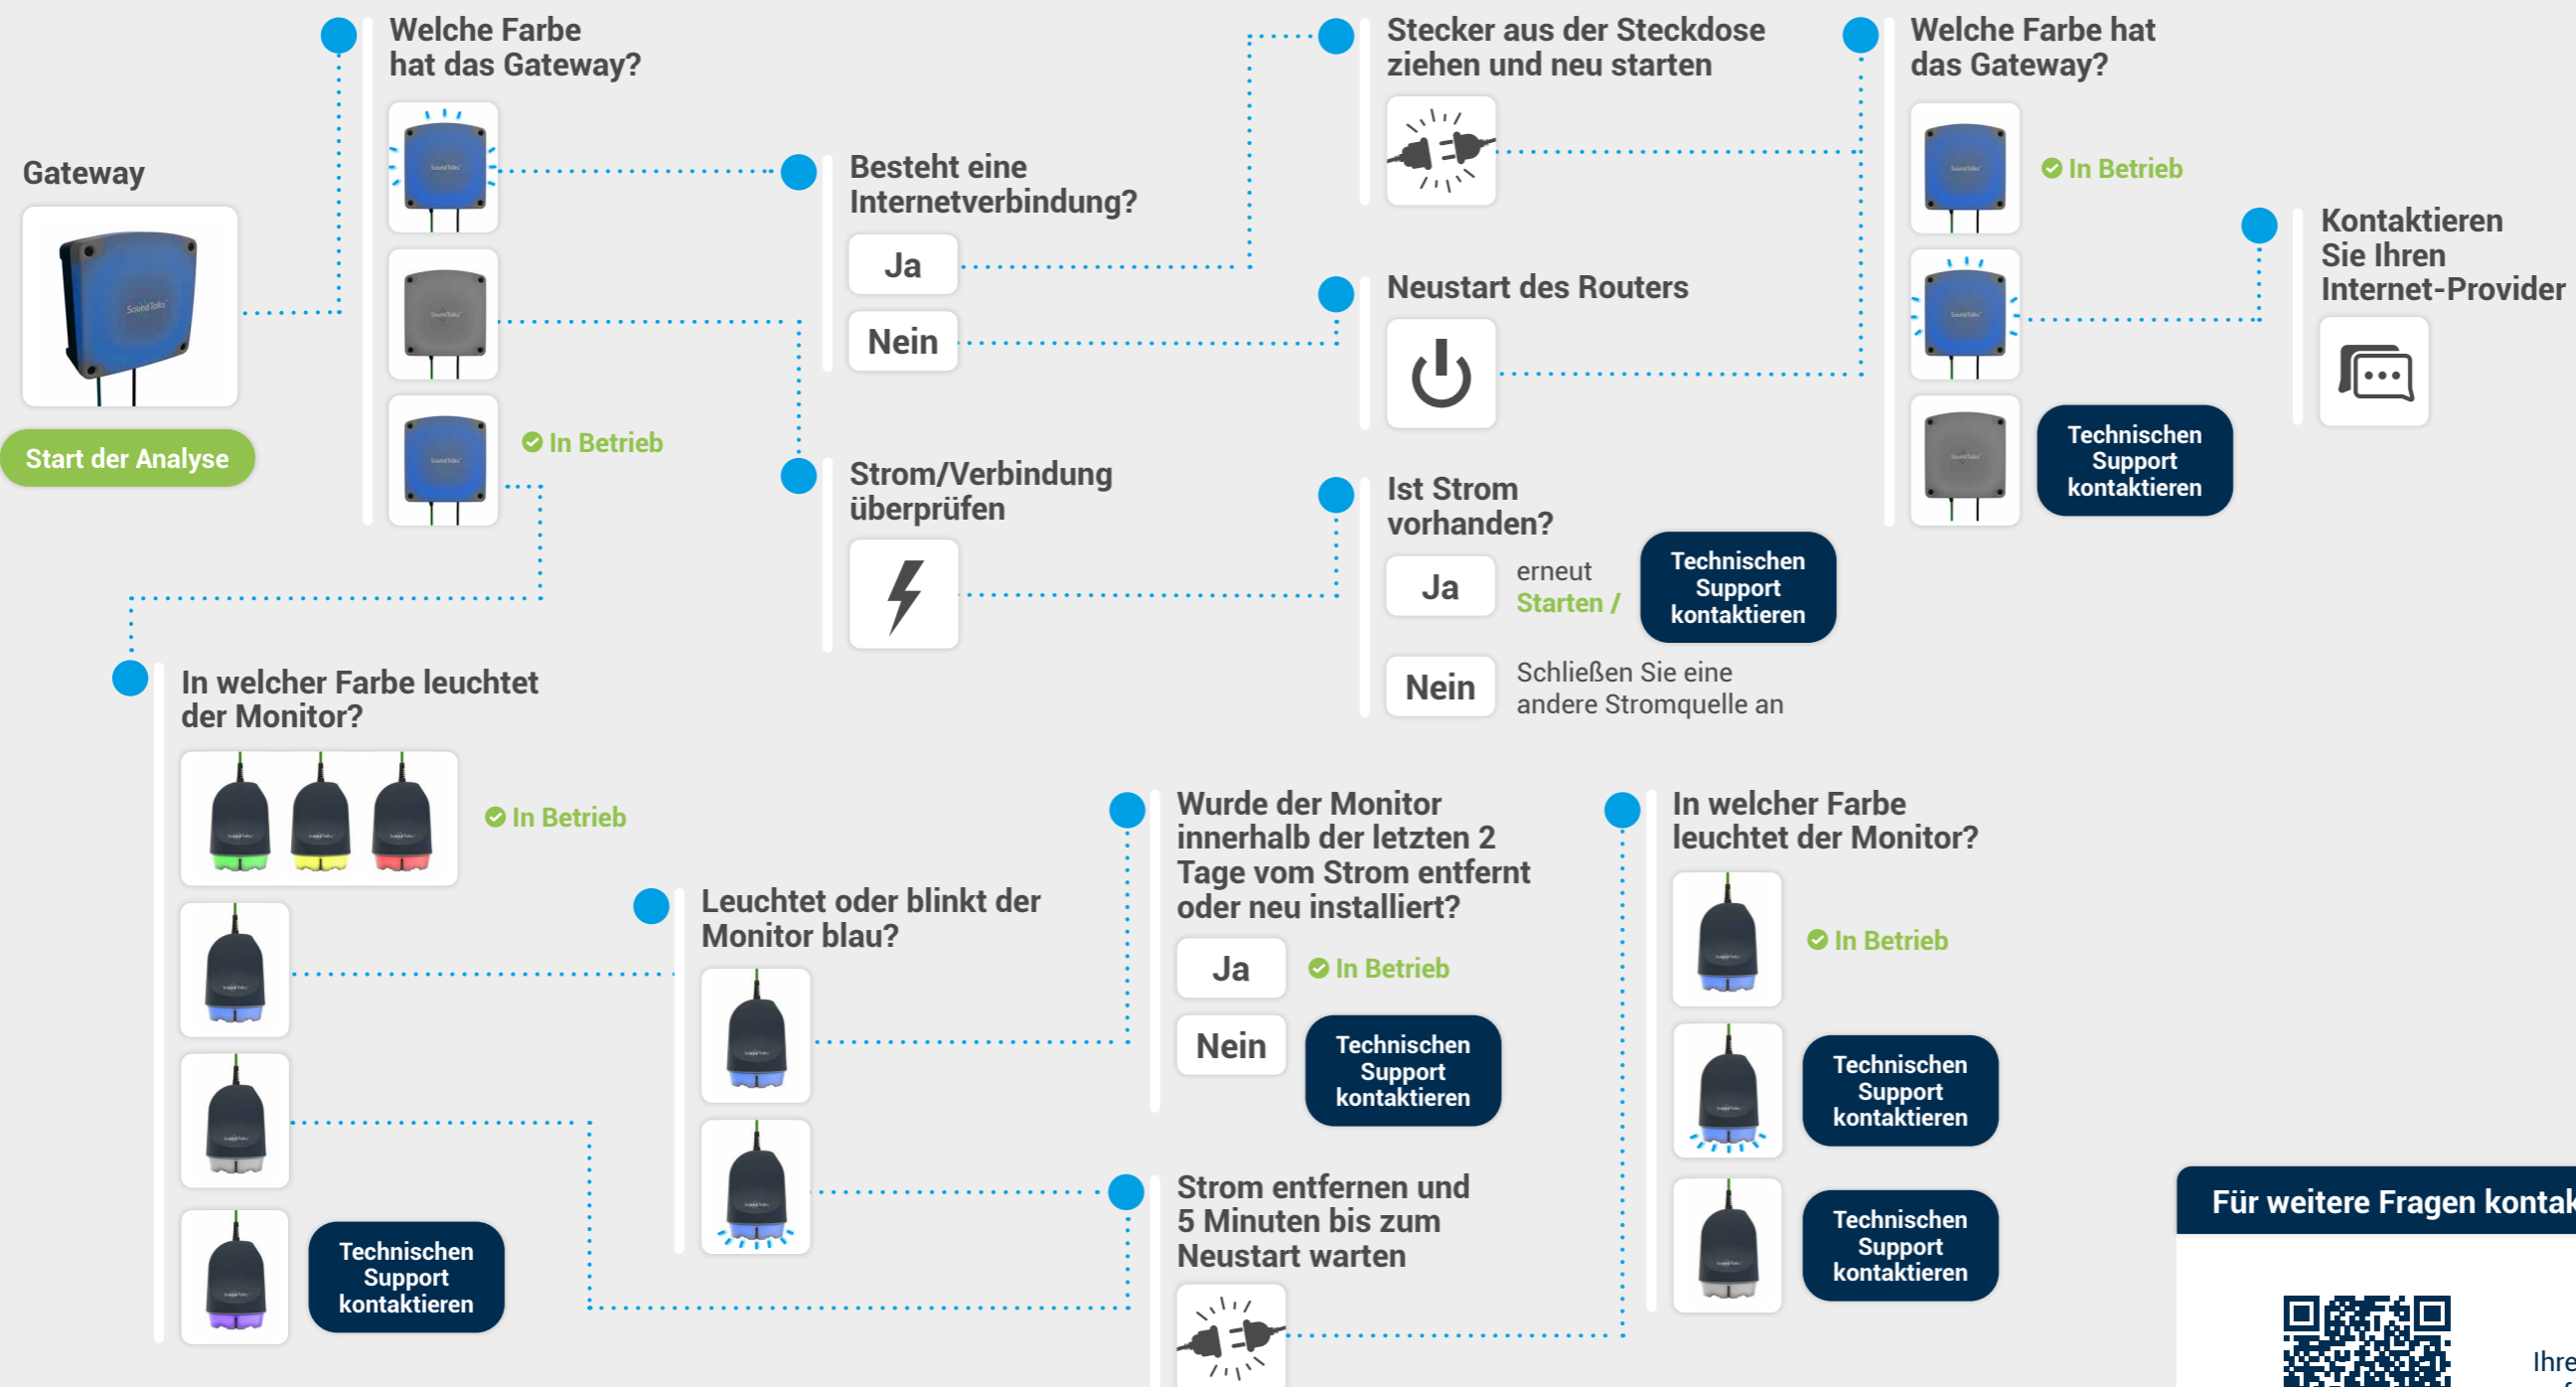 Gateway
SoundTalks
Start der Analyse
Welche Farbe
hat das Gateway?
In Betrieb
Besteht eine
Internetverbindung?
Ja
Nein
Stecker aus der Steckdose
ziehen und neu starten
Neustart des Routers
Welche Farbe hat
das Gateway?
In Betrieb
Kontaktieren
Sie Ihren
Internet-Provider
Technischen
Support
kontaktieren
Strom/Verbindung
überprüfen
Ist Strom
vorhanden?
Ja
erneut
Starten /
Technischen
Support
kontaktieren
Nein
Schließen Sie eine
andere Stromquelle an
In welcher Farbe leuchtet
der Monitor?
In Betrieb
Technischen
Support
kontaktieren
Leuchtet oder blinkt der
Monitor blau?
Wurde der Monitor
innerhalb der letzten 2
Tage vom Strom entfernt
oder neu installiert?
Ja
In Betrieb
Nein
Technischen
Support
kontaktieren
Strom entfernen und
5 Minuten bis zum
Neustart warten
In welcher Farbe
leuchtet der Monitor?
In Betrieb
Technischen
Support
kontaktieren
Technischen
Support
kontaktieren
Für weitere Fragen kontak
Ihre